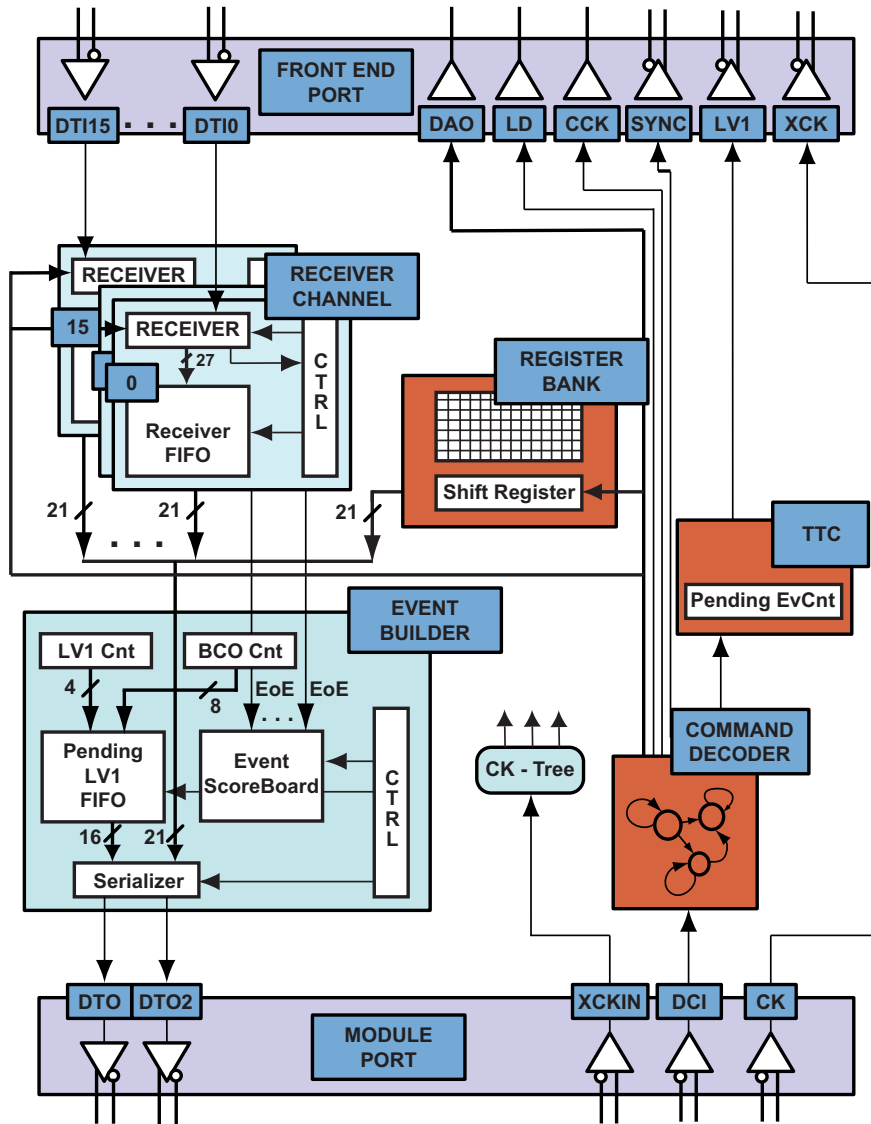 FRONT END
PORT
DTI15
. . .
DTI0
DAO
LD
CCK
SYNC
LV1
XCK
RECEIVER
RECEIVER
CHANNEL
15
RECEIVER
27
0
Receiver
FIFO
CTRL
REGISTER
BANK
Shift Register
21
21
21
. . .
TTC
Pending EvCnt
EVENT
BUILDER
LV1 Cnt
BCO Cnt
4
8
EoE
EoE
. . .
Pending
LV1
FIFO
Event
ScoreBoard
CTRL
16
21
Serializer
CK - Tree
COMMAND
DECODER
DTO
DTO2
XCKIN
DCI
CK
MODULE
PORT